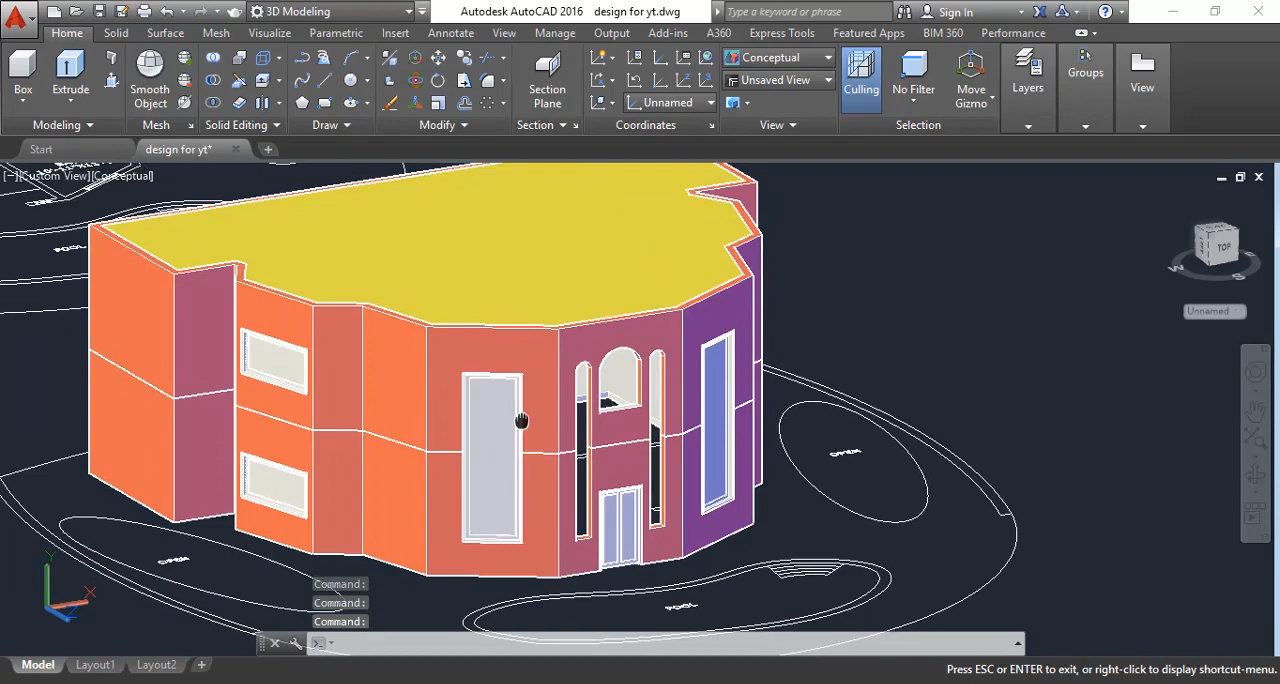 3D Modeling
Autodesk AutoCAD 2016 design for yt.dwg
Type a keyword or phrase
Sign In
Home Solid Surface Mesh Visualize Parametric Insert Annotate View Manage Output Add-ins A360 Express Tools Featured Apps BIM 360 Performance
Box
Extrude
Smooth
Object
Section
Plane
Conceptual
Unsaved View
Unnamed
Culling
No Filter
Move
Gizmo
Layers
Groups
View
Modeling
Mesh
Solid Editing
Draw
Modify
Section
Coordinates
View
Selection
Start
design for yt*
[−][Custom View][Conceptual]
POOL
TOP
W
S
Unnamed
OPEN
OPEN
POOL
Y
X
Command:
Command:
Command:
Model Layout1 Layout2
Press ESC or ENTER to exit, or right-click to display shortcut-menu.